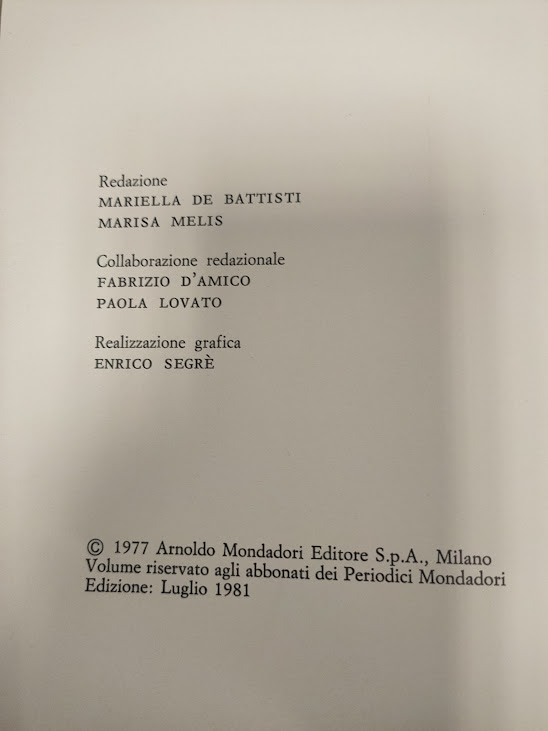 Redazione
MARIELLA DE BATTISTI
MARISA MELIS
Collaborazione redazionale
FABRIZIO D'AMICO
PAOLA LOVATO
Realizzazione grafica
ENRICO SEGRÈ
© 1977 Arnoldo Mondadori Editore S.p.A., Milano
Volume riservato agli abbonati dei Periodici Mondadori
Edizione: Luglio 1981